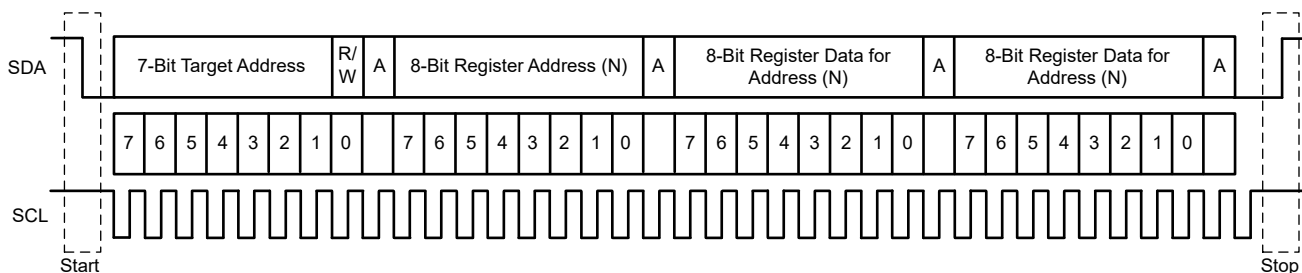 SDA
7-Bit Target Address
R/
W
A
8-Bit Register Address (N)
A
8-Bit Register Data for
Address (N)
A
8-Bit Register Data for
Address (N)
A
7 6 5 4 3 2 1 0 7 6 5 4 3 2 1 0 7 6 5 4 3 2 1 0 7 6 5 4 3 2 1 0
SCL
Start
Stop